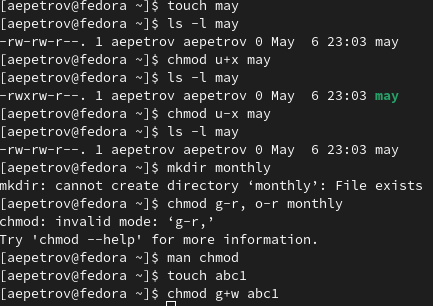 [aepetrov@fedora ~]$ touch may
[aepetrov@fedora ~]$ ls -l may
-rw-rw-r--. 1 aepetrov aepetrov 0 May  6 23:03 may
[aepetrov@fedora ~]$ chmod u+x may
[aepetrov@fedora ~]$ ls -l may
-rwxrw-r--. 1 aepetrov aepetrov 0 May  6 23:03 may
[aepetrov@fedora ~]$ chmod u-x may
[aepetrov@fedora ~]$ ls -l may
-rw-rw-r--. 1 aepetrov aepetrov 0 May  6 23:03 may
[aepetrov@fedora ~]$ mkdir monthly
mkdir: cannot create directory ‘monthly’: File exists
[aepetrov@fedora ~]$ chmod g-r, o-r monthly
chmod: invalid mode: ‘g-r,’
Try 'chmod --help' for more information.
[aepetrov@fedora ~]$ man chmod
[aepetrov@fedora ~]$ touch abc1
[aepetrov@fedora ~]$ chmod g+w abc1